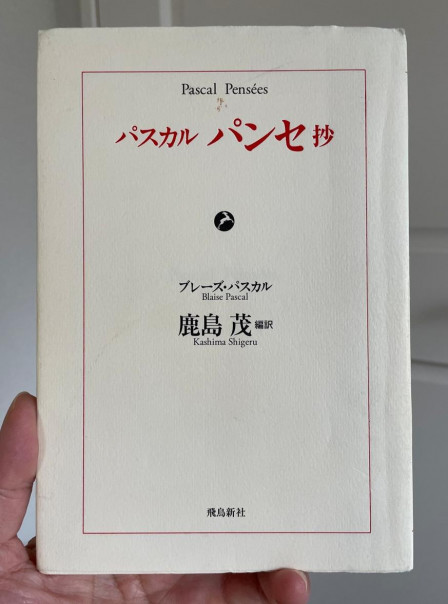 Pascal Pensées
パスカル パンセ抄
ブレーズ・パスカル
Blaise Pascal
鹿島 茂 編訳
Kashima Shigeru
飛鳥新社